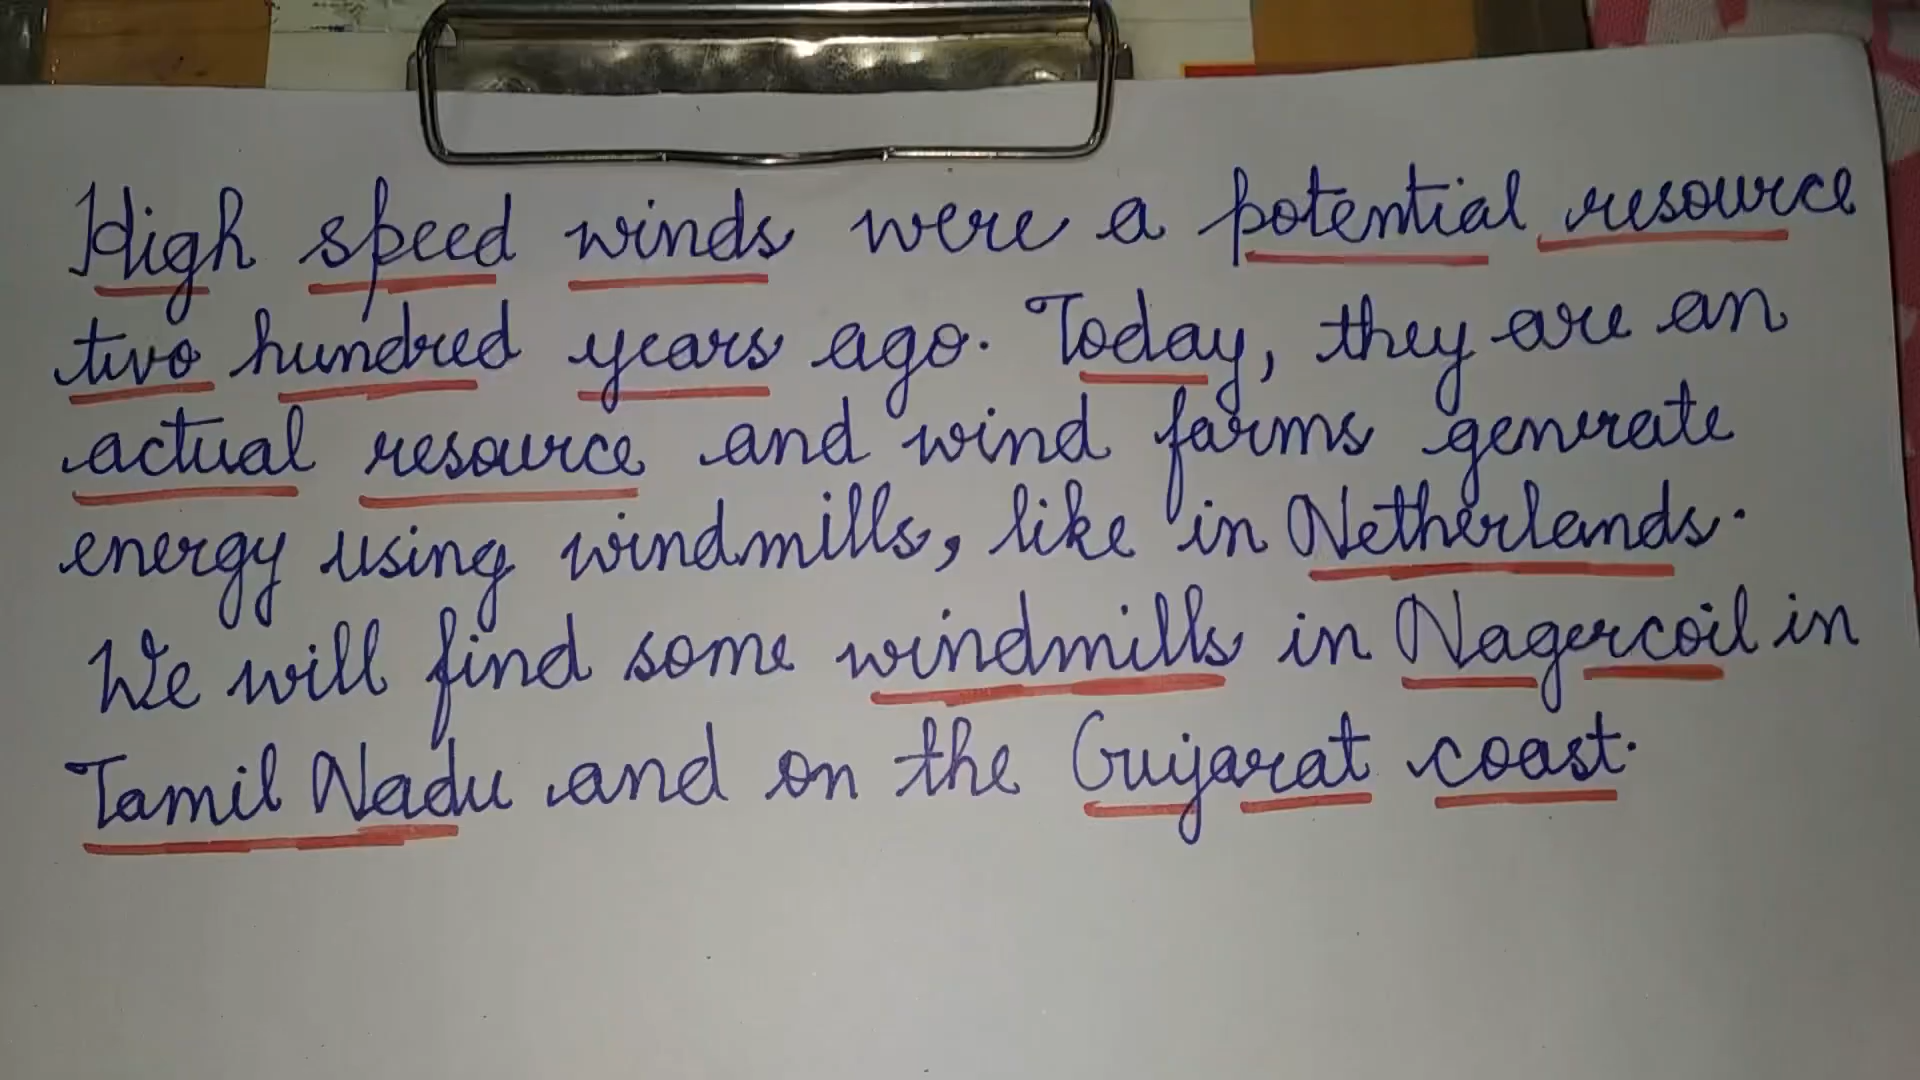 High speed winds were a potential resource
two hundred years ago. Today, they are an
actual resource and wind farms generate
energy using windmills, like in Netherlands.
We will find some windmills in Nagercoil in
Tamil Nadu and on the Gujarat coast.